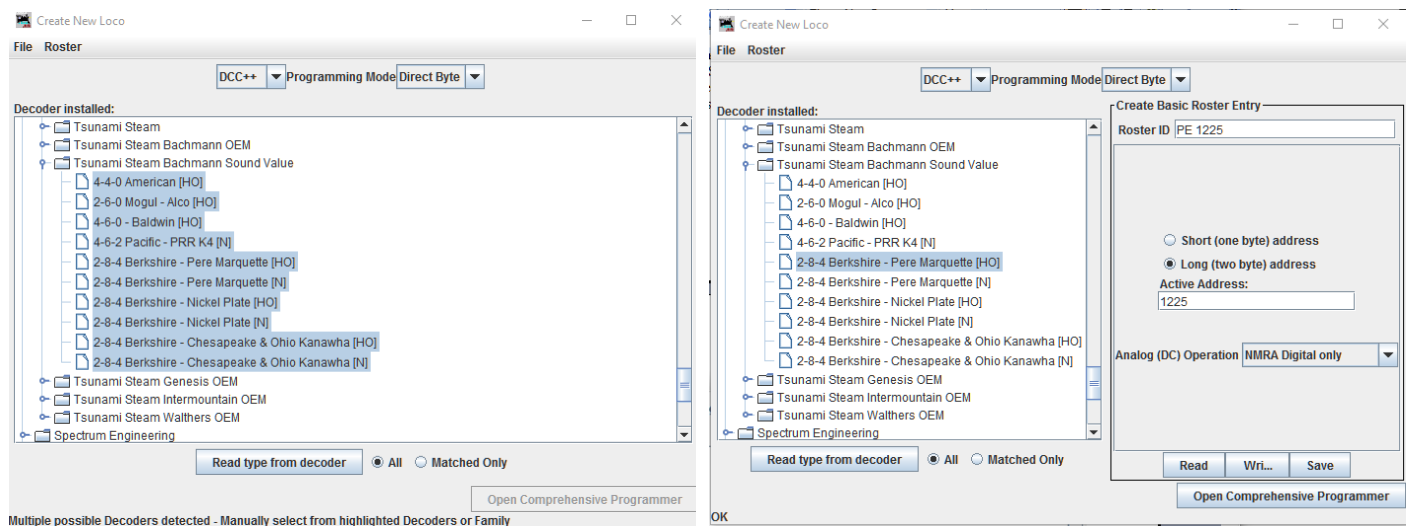 Create New Loco
File Roster
DCC++ Programming Mode Direct Byte
Decoder installed:
Tsunami Steam
Tsunami Steam Bachmann OEM
Tsunami Steam Bachmann Sound Value
4-4-0 American [HO]
2-6-0 Mogul - Alco [HO]
4-6-0 - Baldwin [HO]
4-6-2 Pacific - PRR K4 [N]
2-8-4 Berkshire - Pere Marquette [HO]
2-8-4 Berkshire - Pere Marquette [N]
2-8-4 Berkshire - Nickel Plate [HO]
2-8-4 Berkshire - Nickel Plate [N]
2-8-4 Berkshire - Chesapeake & Ohio Kanawha [HO]
2-8-4 Berkshire - Chesapeake & Ohio Kanawha [N]
Tsunami Steam Genesis OEM
Tsunami Steam Intermountain OEM
Tsunami Steam Walthers OEM
Spectrum Engineering
Read type from decoder All Matched Only
Open Comprehensive Programmer
Multiple possible Decoders detected - Manually select from highlighted Decoders or Family
Create New Loco
File Roster
DCC++ Programming Mode Direct Byte
Decoder installed:
Tsunami Steam
Tsunami Steam Bachmann OEM
Tsunami Steam Bachmann Sound Value
4-4-0 American [HO]
2-6-0 Mogul - Alco [HO]
4-6-0 - Baldwin [HO]
4-6-2 Pacific - PRR K4 [N]
2-8-4 Berkshire - Pere Marquette [HO]
2-8-4 Berkshire - Pere Marquette [N]
2-8-4 Berkshire - Nickel Plate [HO]
2-8-4 Berkshire - Nickel Plate [N]
2-8-4 Berkshire - Chesapeake & Ohio Kanawha [HO]
2-8-4 Berkshire - Chesapeake & Ohio Kanawha [N]
Tsunami Steam Genesis OEM
Tsunami Steam Intermountain OEM
Tsunami Steam Walthers OEM
Spectrum Engineering
Read type from decoder All Matched Only
Create Basic Roster Entry
Roster ID PE 1225
Short (one byte) address
Long (two byte) address
Active Address:
1225
Analog (DC) Operation NMRA Digital only
Read Wri... Save
Open Comprehensive Programmer
OK